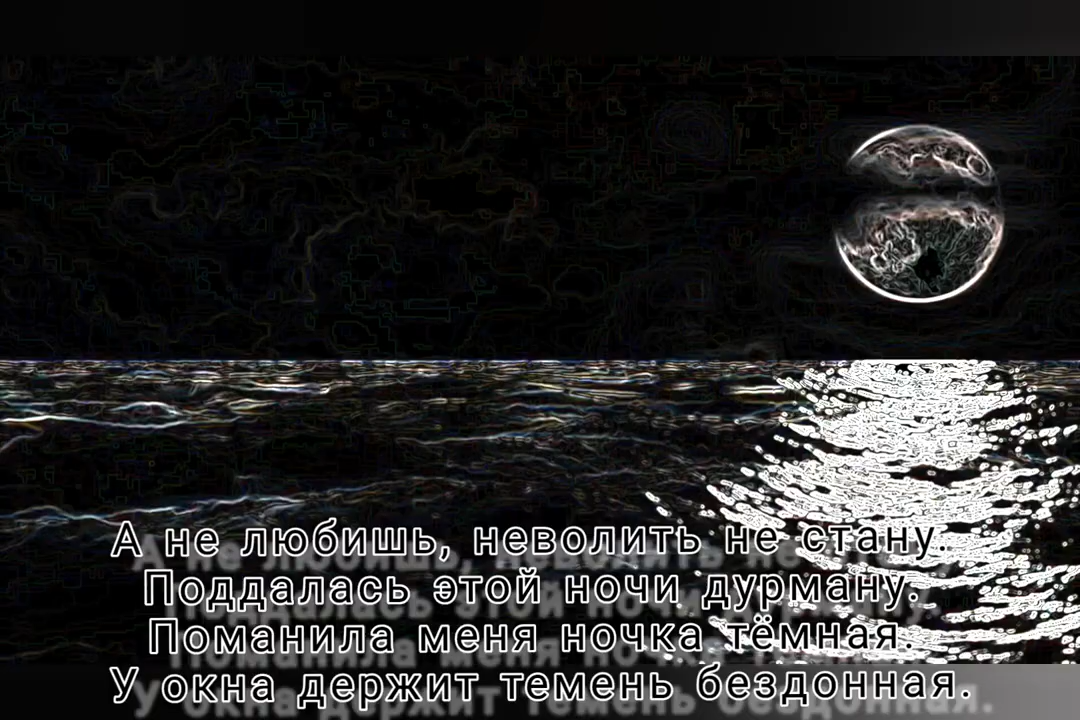 А не любишь, неволить не стану.
Поддалась этой ночи дурману.
Поманила меня ночка тёмная.
У окна держит темень бездонная.